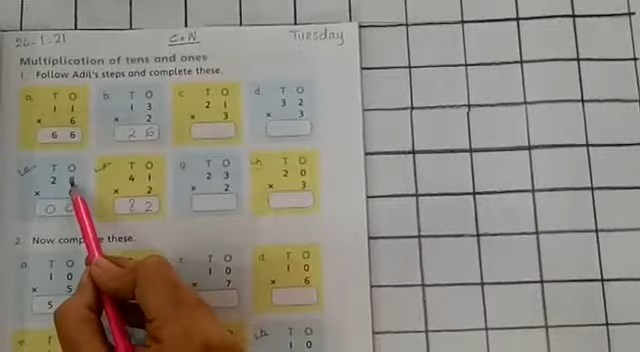 26-1-21 C.W Tuesday
Multiplication of tens and ones
1. Follow Adil's steps and complete these.
a. T O b. T O c. T O d. T O
1 1 1 3 2 1 3 2
× 6 × 2 × 3 × 3
6 6 2 6
T O T O g. T O h. T O
2 4 1 2 3 2 0
× × 2 × 2 × 3
0 8 2
2. Now complete these.
a. T O c. T O d. T O
1 0 1 0 1 0
× 5 × 7 × 6
5
e. T O
1 0